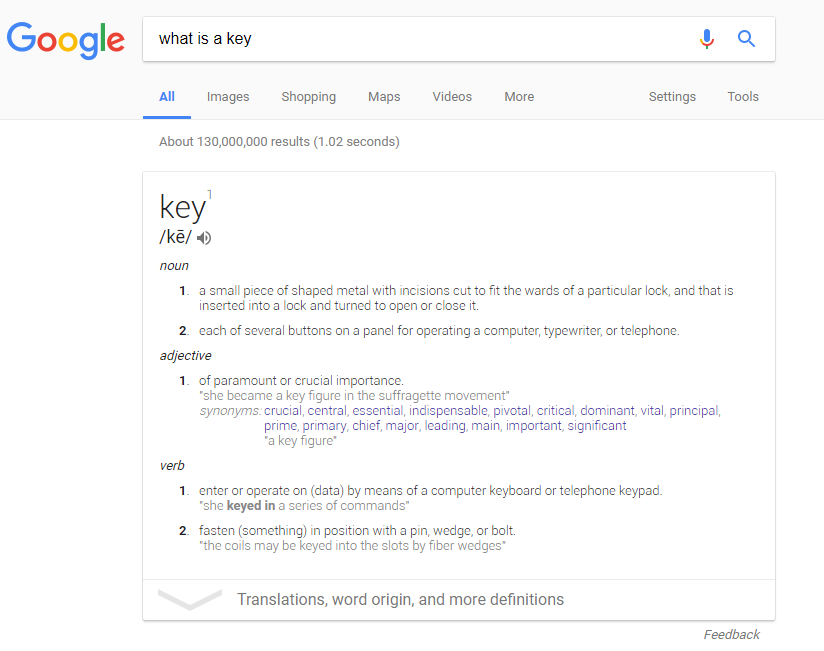 Google
what is a key
All Images Shopping Maps Videos More Settings Tools
About 130,000,000 results (1.02 seconds)
key1
/kē/
noun
1. a small piece of shaped metal with incisions cut to fit the wards of a particular lock, and that is
inserted into a lock and turned to open or close it.
2. each of several buttons on a panel for operating a computer, typewriter, or telephone.
adjective
1. of paramount or crucial importance.
"she became a key figure in the suffragette movement"
synonyms: crucial, central, essential, indispensable, pivotal, critical, dominant, vital, principal,
prime, primary, chief, major, leading, main, important, significant
"a key figure"
verb
1. enter or operate on (data) by means of a computer keyboard or telephone keypad.
"she keyed in a series of commands"
2. fasten (something) in position with a pin, wedge, or bolt.
"the coils may be keyed into the slots by fiber wedges"
Translations, word origin, and more definitions
Feedback